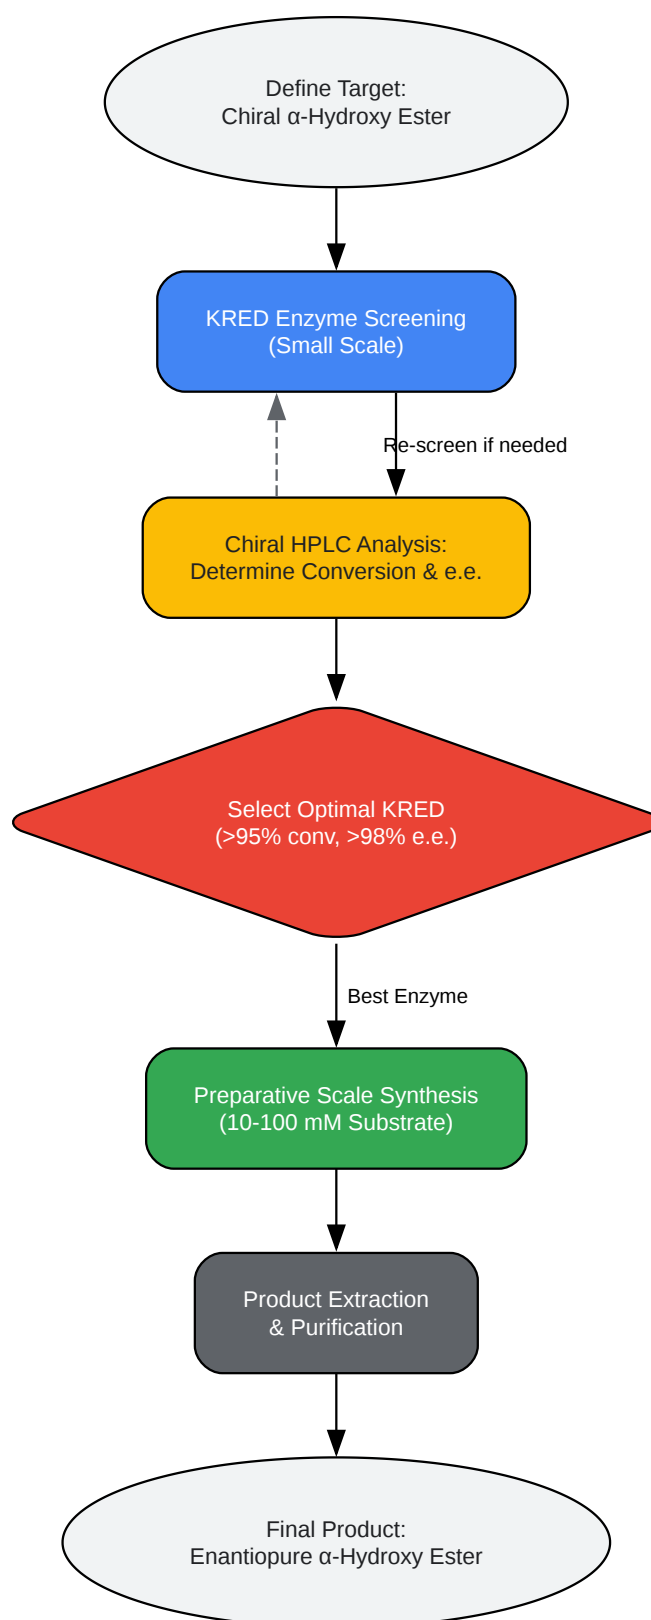 Define Target:
Chiral α-Hydroxy Ester
KRED Enzyme Screening
(Small Scale)
Re-screen if needed
Chiral HPLC Analysis:
Determine Conversion & e.e.
Select Optimal KRED
(>95% conv, >98% e.e.)
Best Enzyme
Preparative Scale Synthesis
(10-100 mM Substrate)
Product Extraction
& Purification
Final Product:
Enantiopure α-Hydroxy Ester